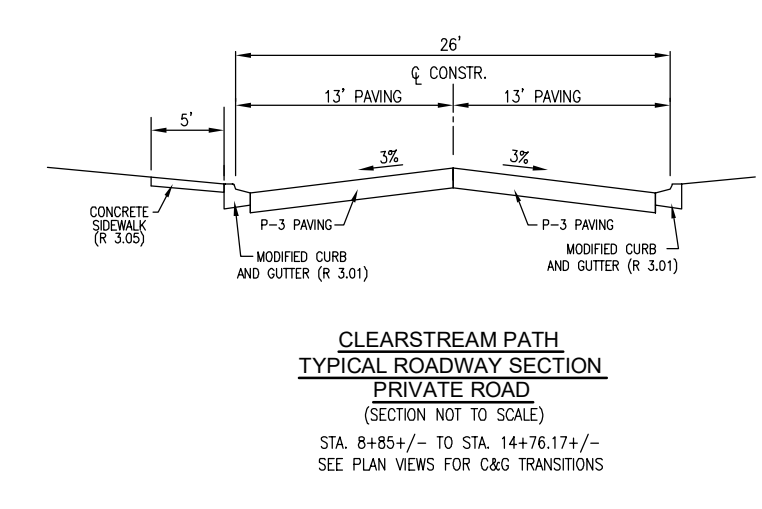 26'
℄ CONSTR.
13' PAVING
13' PAVING
5'
3%
3%
CONCRETE
SIDEWALK
(R 3.05)
P-3 PAVING
P-3 PAVING
MODIFIED CURB
AND GUTTER (R 3.01)
MODIFIED CURB
AND GUTTER (R 3.01)
CLEARSTREAM PATH
TYPICAL ROADWAY SECTION
PRIVATE ROAD
(SECTION NOT TO SCALE)
STA. 8+85+/- TO STA. 14+76.17+/-
SEE PLAN VIEWS FOR C&G TRANSITIONS